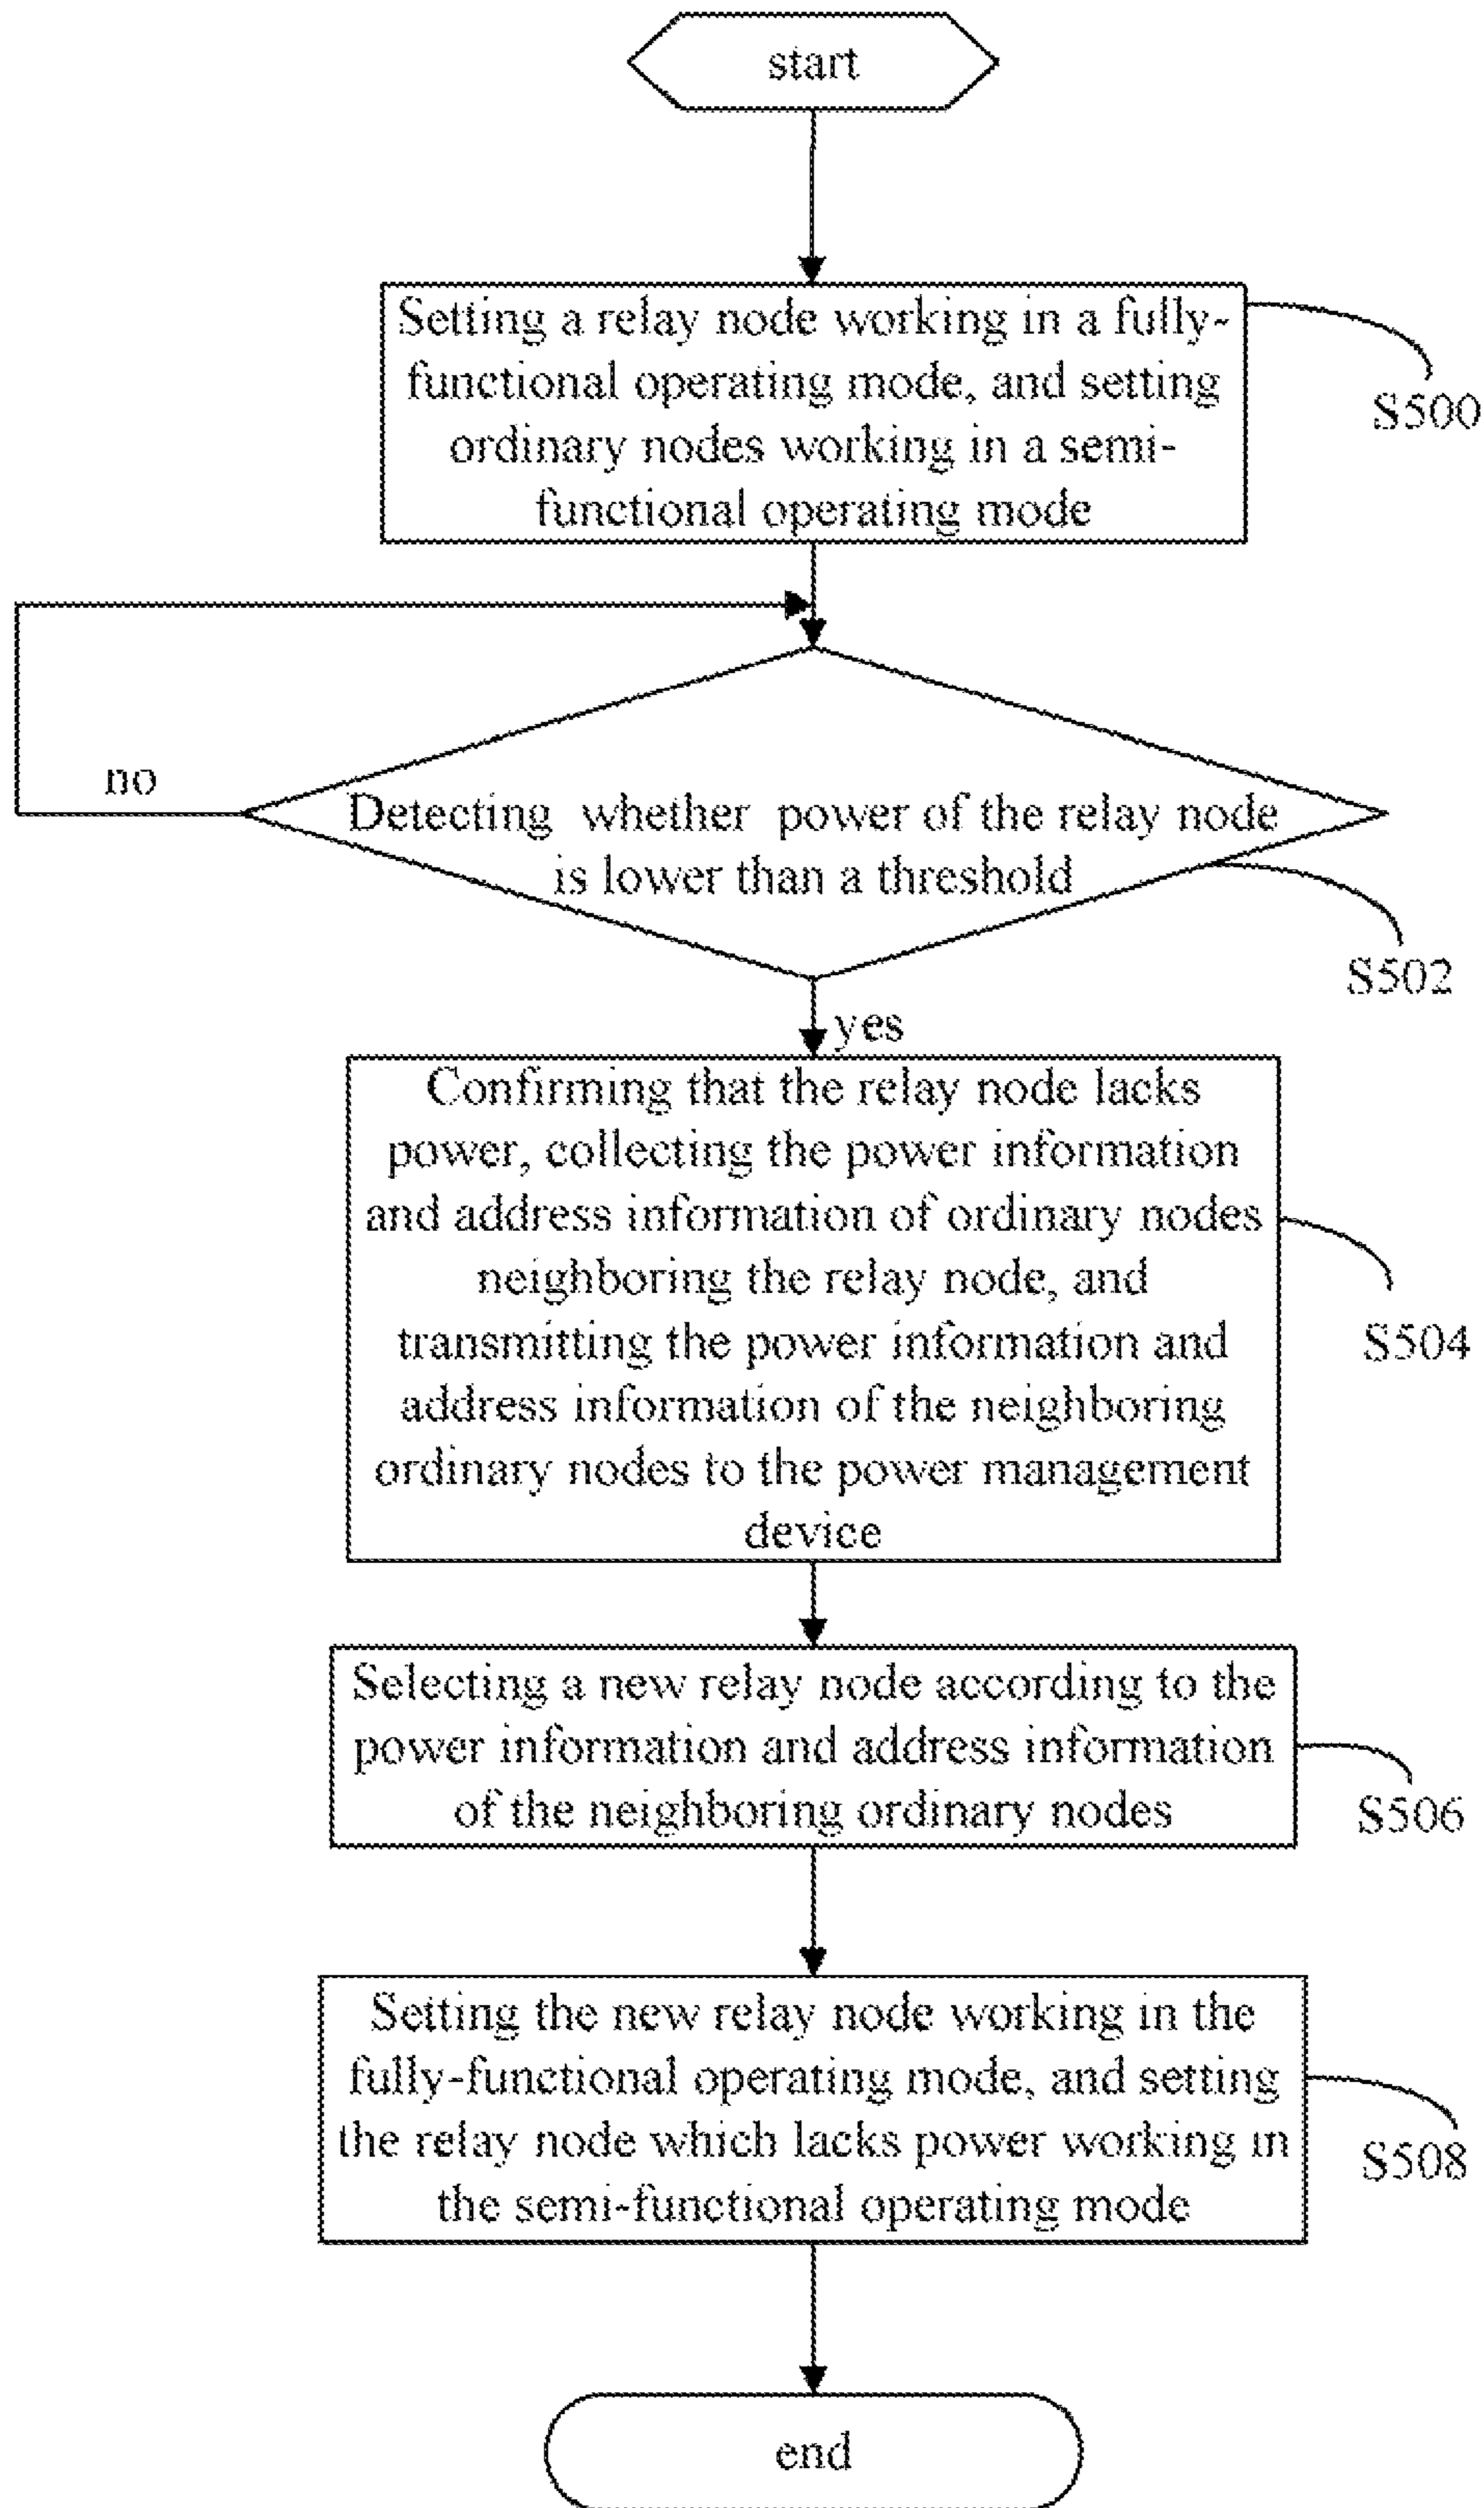 start
Setting a relay node working in a fully-
functional operating mode, and setting
ordinary nodes working in a semi-
functional operating mode
S500
no
Detecting whether power of the relay node
is lower than a threshold
S502
yes
Confirming that the relay node lacks
power, collecting the power information
and address information of ordinary nodes
neighboring the relay node, and
transmitting the power information and
address information of the neighboring
ordinary nodes to the power management
device
S504
Selecting a new relay node according to the
power information and address information
of the neighboring ordinary nodes
S506
Setting the new relay node working in the
fully-functional operating mode, and setting
the relay node which lacks power working in
the semi-functional operating mode
S508
end